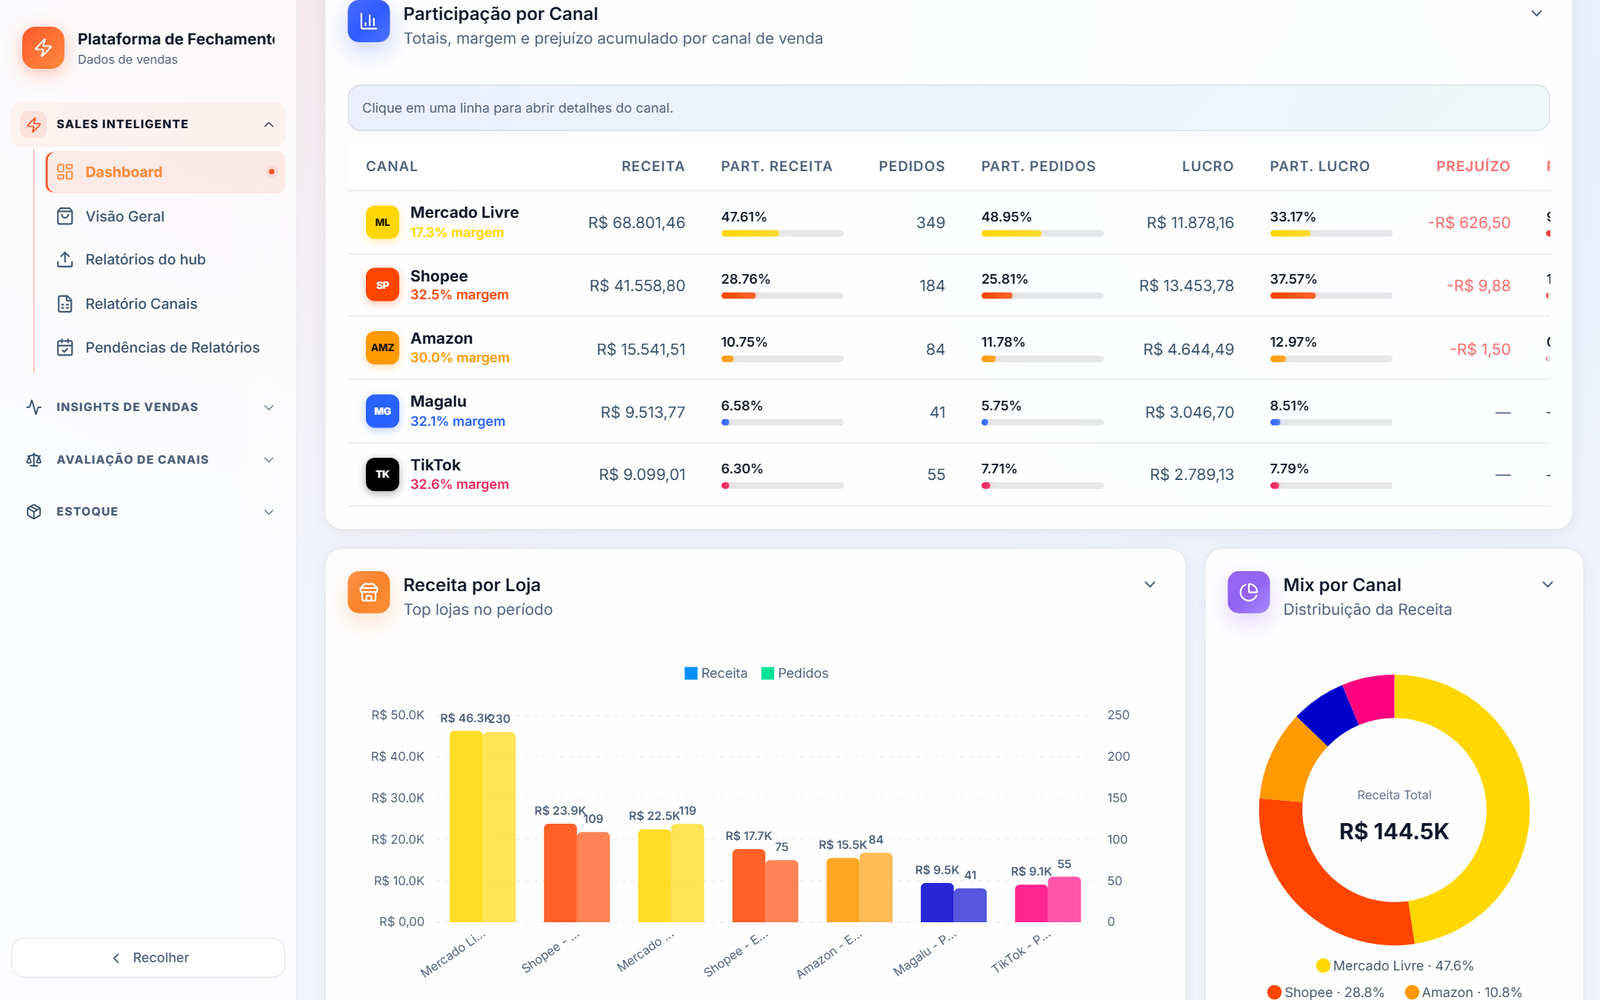 Plataforma de Fechament
Dados de vendas
SALES INTELIGENTE
Dashboard
Visão Geral
Relatórios do hub
Relatório Canais
Pendências de Relatórios
INSIGHTS DE VENDAS
AVALIAÇÃO DE CANAIS
ESTOQUE
Recolher
Participação por Canal
Totais, margem e prejuízo acumulado por canal de venda
Clique em uma linha para abrir detalhes do canal.
CANAL RECEITA PART. RECEITA PEDIDOS PART. PEDIDOS LUCRO PART. LUCRO PREJUÍZO
ML Mercado Livre 17.3% margem R$ 68.801,46 47.61% 349 48.95% R$ 11.878,16 33.17% -R$ 626,50
SP Shopee 32.5% margem R$ 41.558,80 28.76% 184 25.81% R$ 13.453,78 37.57% -R$ 9,88
AMZ Amazon 30.0% margem R$ 15.541,51 10.75% 84 11.78% R$ 4.644,49 12.97% -R$ 1,50
MG Magalu 32.1% margem R$ 9.513,77 6.58% 41 5.75% R$ 3.046,70 8.51% —
TK TikTok 32.6% margem R$ 9.099,01 6.30% 55 7.71% R$ 2.789,13 7.79% —
Receita por Loja
Top lojas no período
Receita Pedidos
R$ 50.0K
R$ 40.0K
R$ 30.0K
R$ 20.0K
R$ 10.0K
R$ 0,00
R$ 46.3K 230
R$ 23.9K 109
R$ 22.5K 119
R$ 17.7K 75
R$ 15.5K 84
R$ 9.5K 41
R$ 9.1K 55
250
200
150
100
50
0
Mercado Li...
Shopee - ...
Mercado ...
Shopee - E...
Amazon - E...
Magalu - P...
TikTok - P...
Mix por Canal
Distribuição da Receita
Receita Total
R$ 144.5K
Mercado Livre · 47.6%
Shopee · 28.8% Amazon · 10.8%